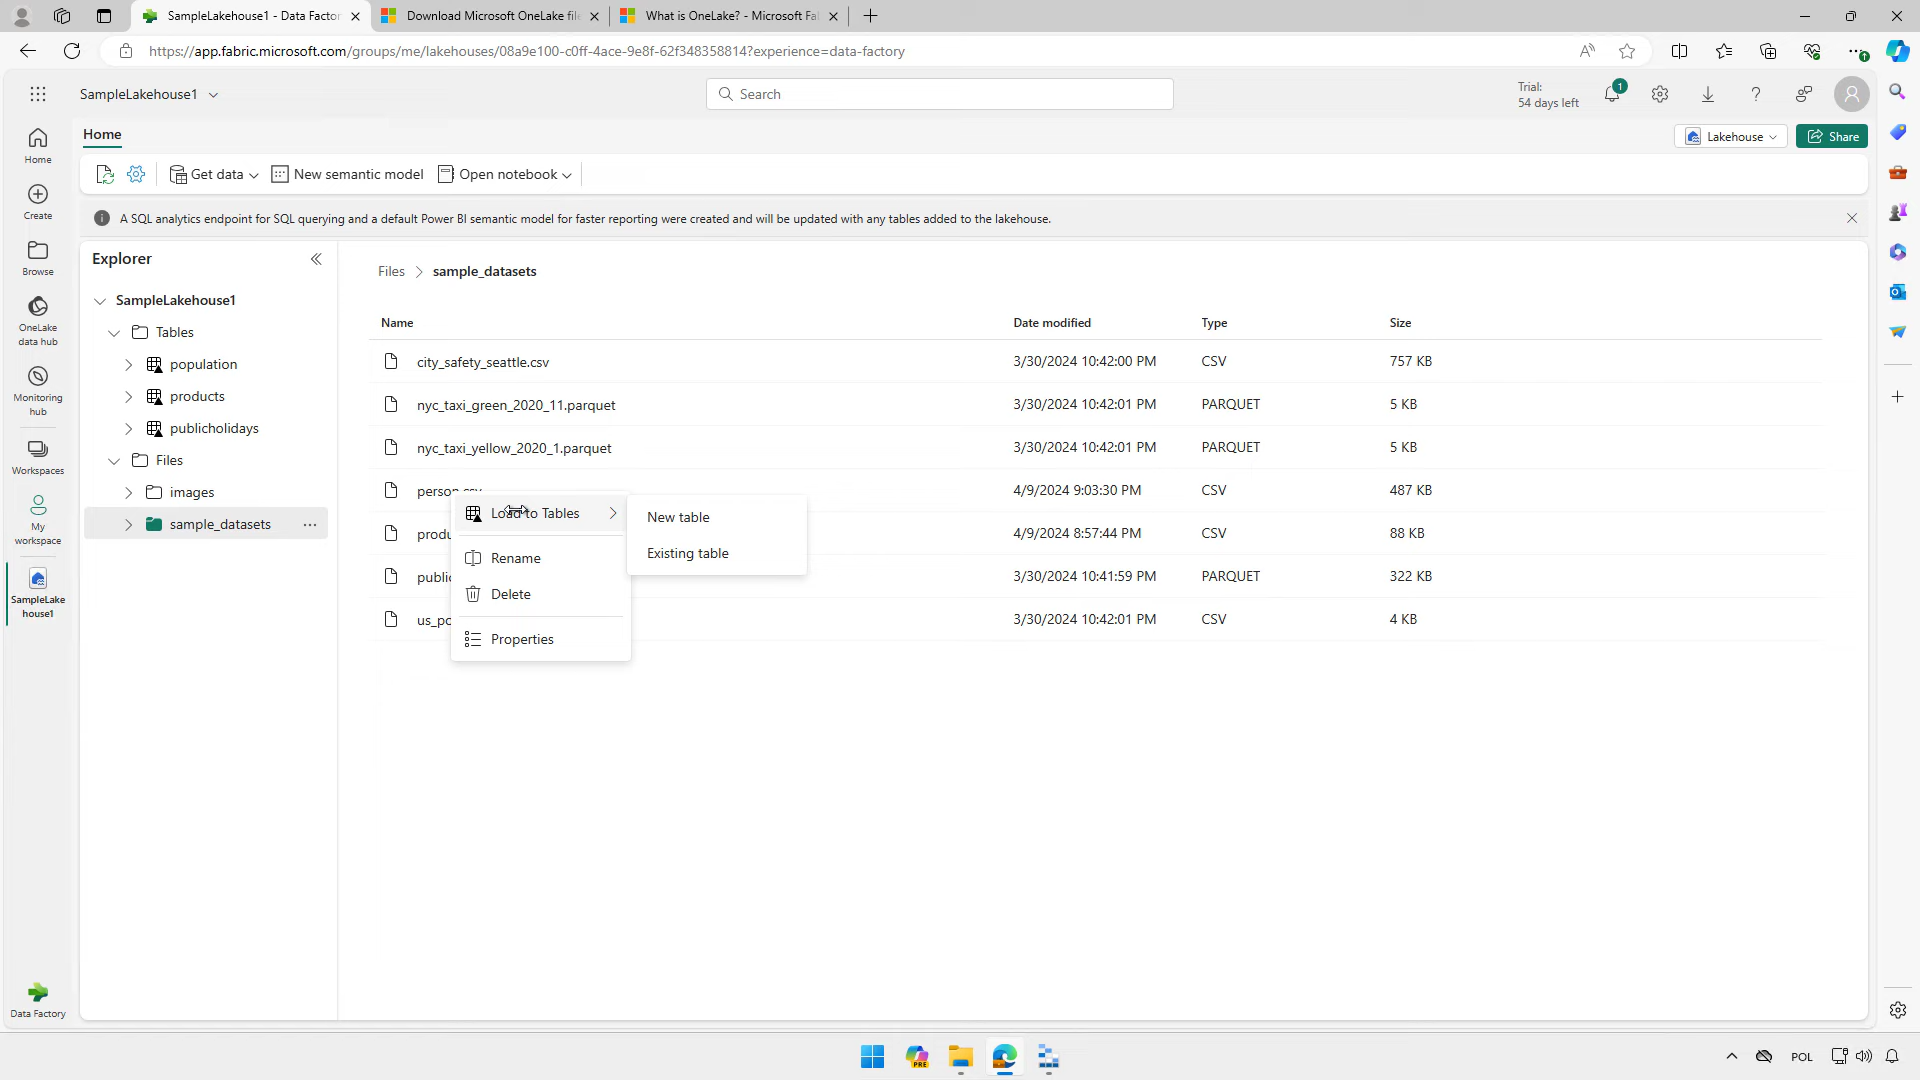 SampleLakehouse1 - Data Factor
Download Microsoft OneLake file
What is OneLake? - Microsoft Fa
https://app.fabric.microsoft.com/groups/me/lakehouses/08a9e100-c0ff-4ace-9e8f-62f348358814?experience=data-factory
SampleLakehouse1
Search
Trial:
54 days left
1
Home
Lakehouse
Share
Get data
New semantic model
Open notebook
A SQL analytics endpoint for SQL querying and a default Power BI semantic model for faster reporting were created and will be updated with any tables added to the lakehouse.
Home
Create
Browse
OneLake
data hub
Monitoring
hub
Workspaces
My
workspace
SampleLake
house1
Data Factory
Explorer
SampleLakehouse1
Tables
population
products
publicholidays
Files
images
sample_datasets
Files > sample_datasets
Name Date modified Type Size
city_safety_seattle.csv 3/30/2024 10:42:00 PM CSV 757 KB
nyc_taxi_green_2020_11.parquet 3/30/2024 10:42:01 PM PARQUET 5 KB
nyc_taxi_yellow_2020_1.parquet 3/30/2024 10:42:01 PM PARQUET 5 KB
person.csv 4/9/2024 9:03:30 PM CSV 487 KB
produ 4/9/2024 8:57:44 PM CSV 88 KB
public 3/30/2024 10:41:59 PM PARQUET 322 KB
us_po 3/30/2024 10:42:01 PM CSV 4 KB
Load to Tables
Rename
Delete
Properties
New table
Existing table
PRE
POL